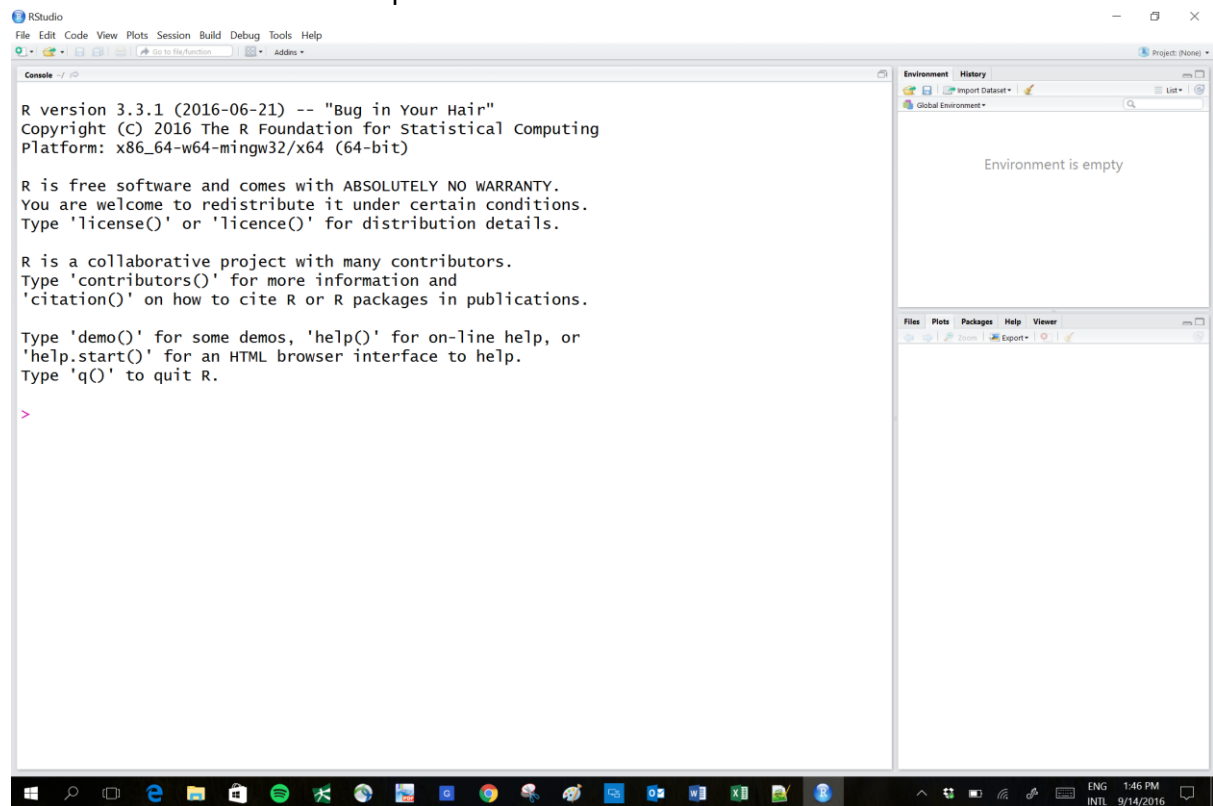 RStudio
File Edit Code View Plots Session Build Debug Tools Help
Go to file/function Addins
Project: (None)
Console ~/
R version 3.3.1 (2016-06-21) -- "Bug in Your Hair"
Copyright (C) 2016 The R Foundation for Statistical Computing
Platform: x86_64-w64-mingw32/x64 (64-bit)
R is free software and comes with ABSOLUTELY NO WARRANTY.
You are welcome to redistribute it under certain conditions.
Type 'license()' or 'licence()' for distribution details.
R is a collaborative project with many contributors.
Type 'contributors()' for more information and
'citation()' on how to cite R or R packages in publications.
Type 'demo()' for some demos, 'help()' for on-line help, or
'help.start()' for an HTML browser interface to help.
Type 'q()' to quit R.
>
Environment History
Import Dataset List
Global Environment
Environment is empty
Files Plots Packages Help Viewer
Zoom Export
ENG 1:46 PM
INTL 9/14/2016